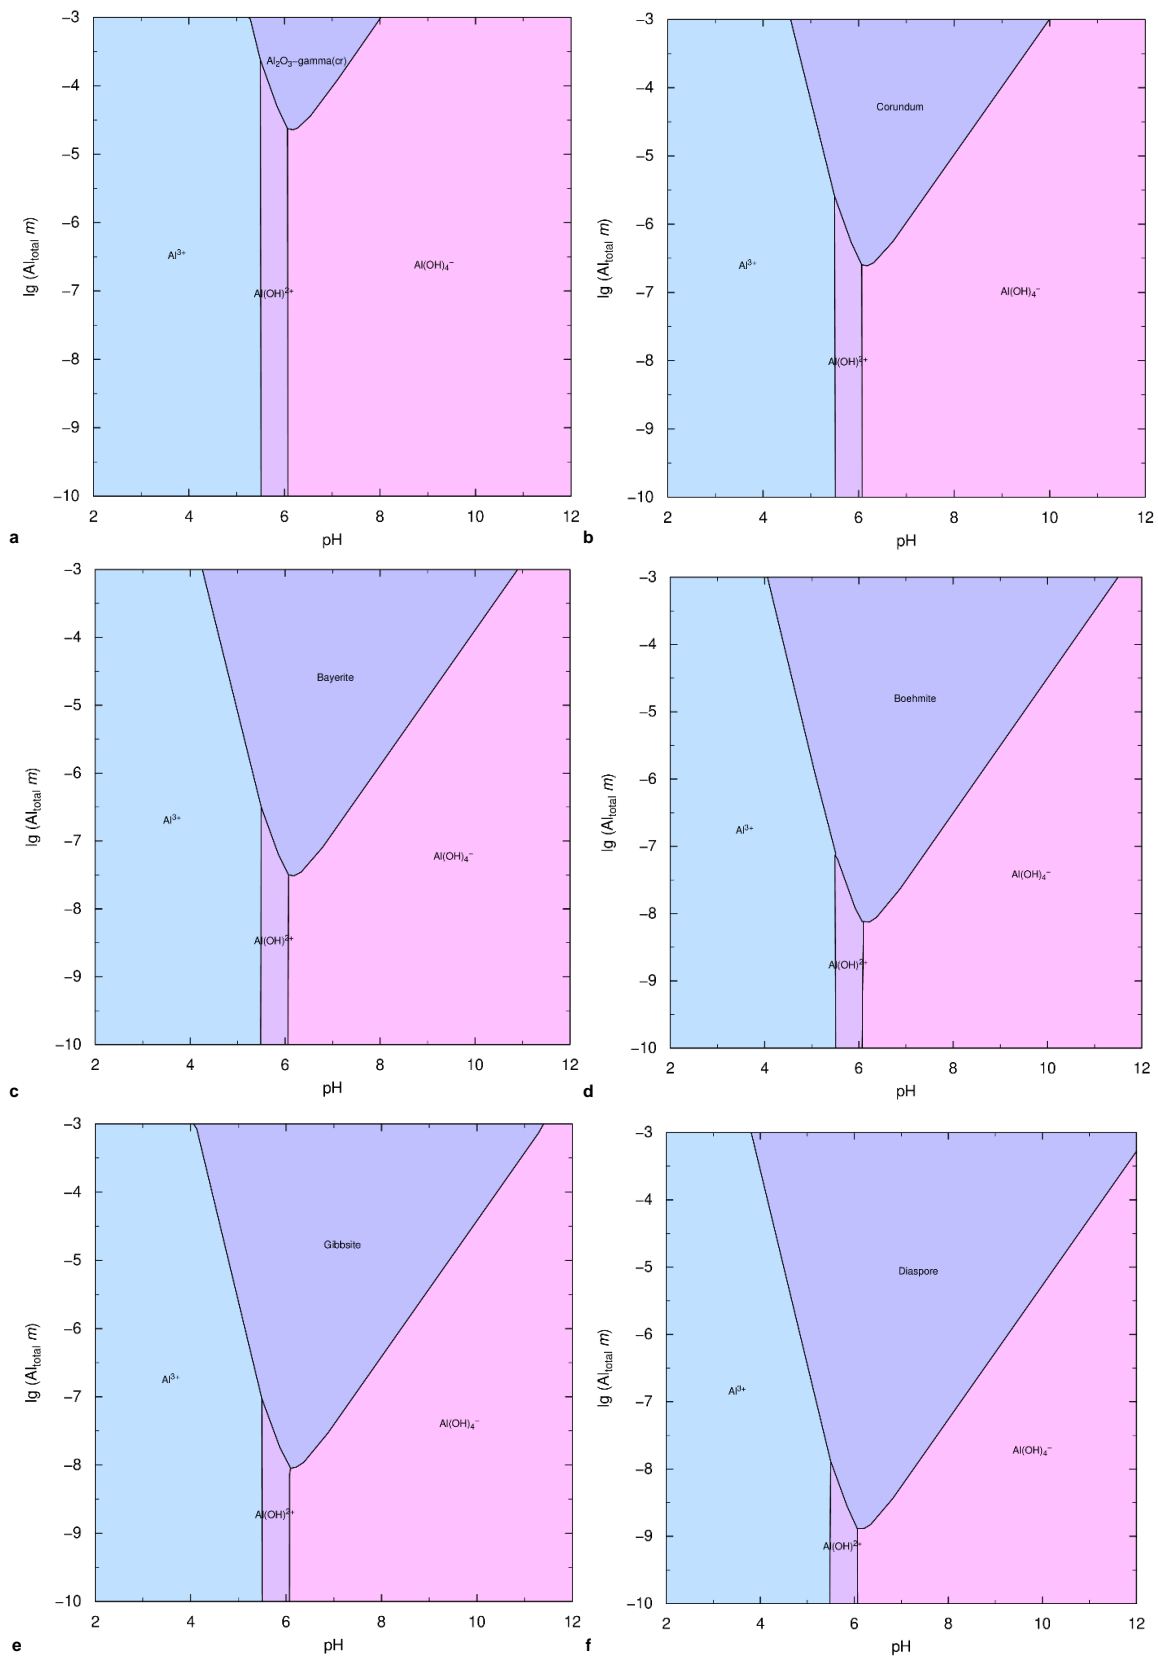 −3
−4
−5
−6
−7
−8
−9
−10
lg (Al_total m)
Al₂O₃−gamma(cr)
Al³⁺
Al(OH)²⁺
Al(OH)₄⁻
2 4 6 8 10 12
pH
a
−3
−4
−5
−6
−7
−8
−9
−10
lg (Al_total m)
Corundum
Al³⁺
Al(OH)₄⁻
Al(OH)²⁺
2 4 6 8 10 12
pH
b
−3
−4
−5
−6
−7
−8
−9
−10
lg (Al_total m)
Bayerite
Al³⁺
Al(OH)₄⁻
Al(OH)²⁺
2 4 6 8 10 12
pH
c
−3
−4
−5
−6
−7
−8
−9
−10
lg (Al_total m)
Boehmite
Al³⁺
Al(OH)₄⁻
Al(OH)²⁺
2 4 6 8 10 12
pH
d
−3
−4
−5
−6
−7
−8
−9
−10
lg (Al_total m)
Gibbsite
Al³⁺
Al(OH)₄⁻
Al(OH)²⁺
2 4 6 8 10 12
pH
e
−3
−4
−5
−6
−7
−8
−9
−10
lg (Al_total m)
Diaspore
Al³⁺
Al(OH)₄⁻
Al(OH)²⁺
2 4 6 8 10 12
pH
f